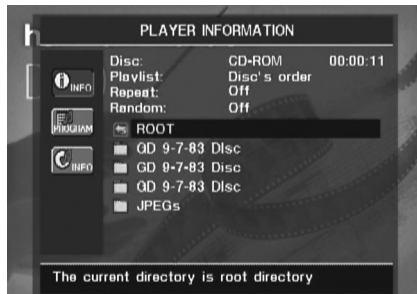 h
PLAYER INFORMATION
Disc: CD-ROM 00:00:11
Playlist: Disc's order
Repeat: Off
Random: Off
INFO
PROGRAM
INFO
ROOT
GD 9-7-83 DIsc
GD 9-7-83 Disc
GD 9-7-83 Disc
JPEGs
The current directory is root directory